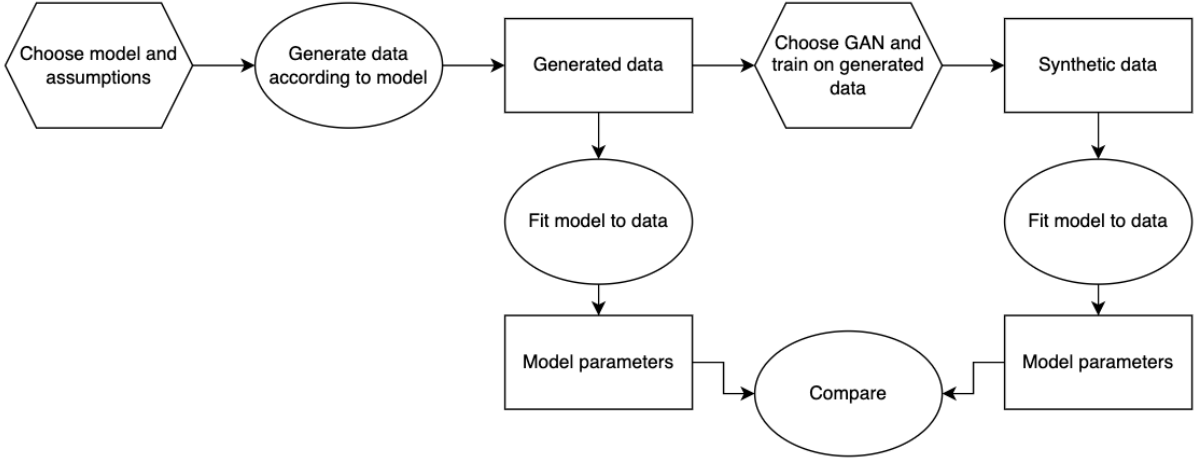 Choose model and
assumptions
Generate data
according to model
Generated data
Choose GAN and
train on generated
data
Synthetic data
Fit model to data
Fit model to data
Model parameters
Compare
Model parameters